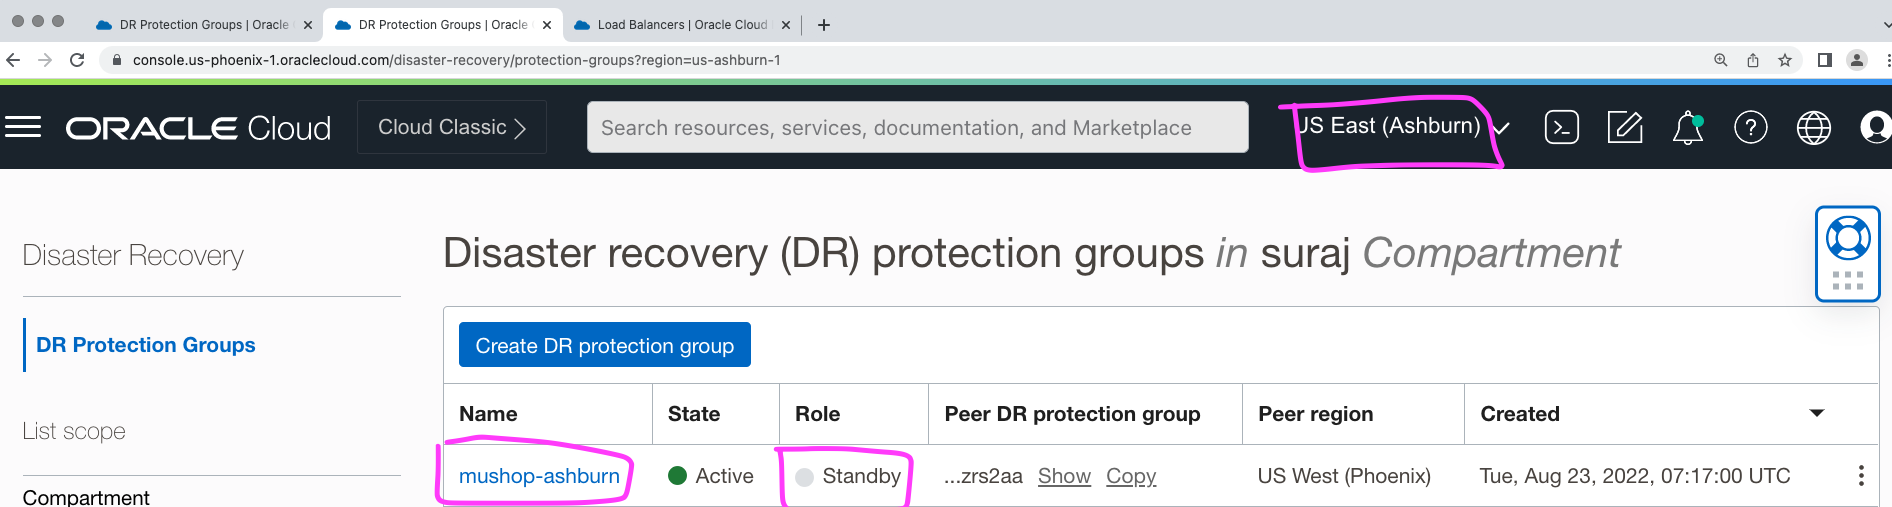 DR Protection Groups | Oracle
DR Protection Groups | Oracle
Load Balancers | Oracle Cloud
console.us-phoenix-1.oraclecloud.com/disaster-recovery/protection-groups?region=us-ashburn-1
ORACLE Cloud
Cloud Classic
Search resources, services, documentation, and Marketplace
US East (Ashburn)
Disaster Recovery
DR Protection Groups
List scope
Compartment
Disaster recovery (DR) protection groups in suraj Compartment
Create DR protection group
Name State Role Peer DR protection group Peer region Created
mushop-ashburn Active Standby ...zrs2aa Show Copy US West (Phoenix) Tue, Aug 23, 2022, 07:17:00 UTC